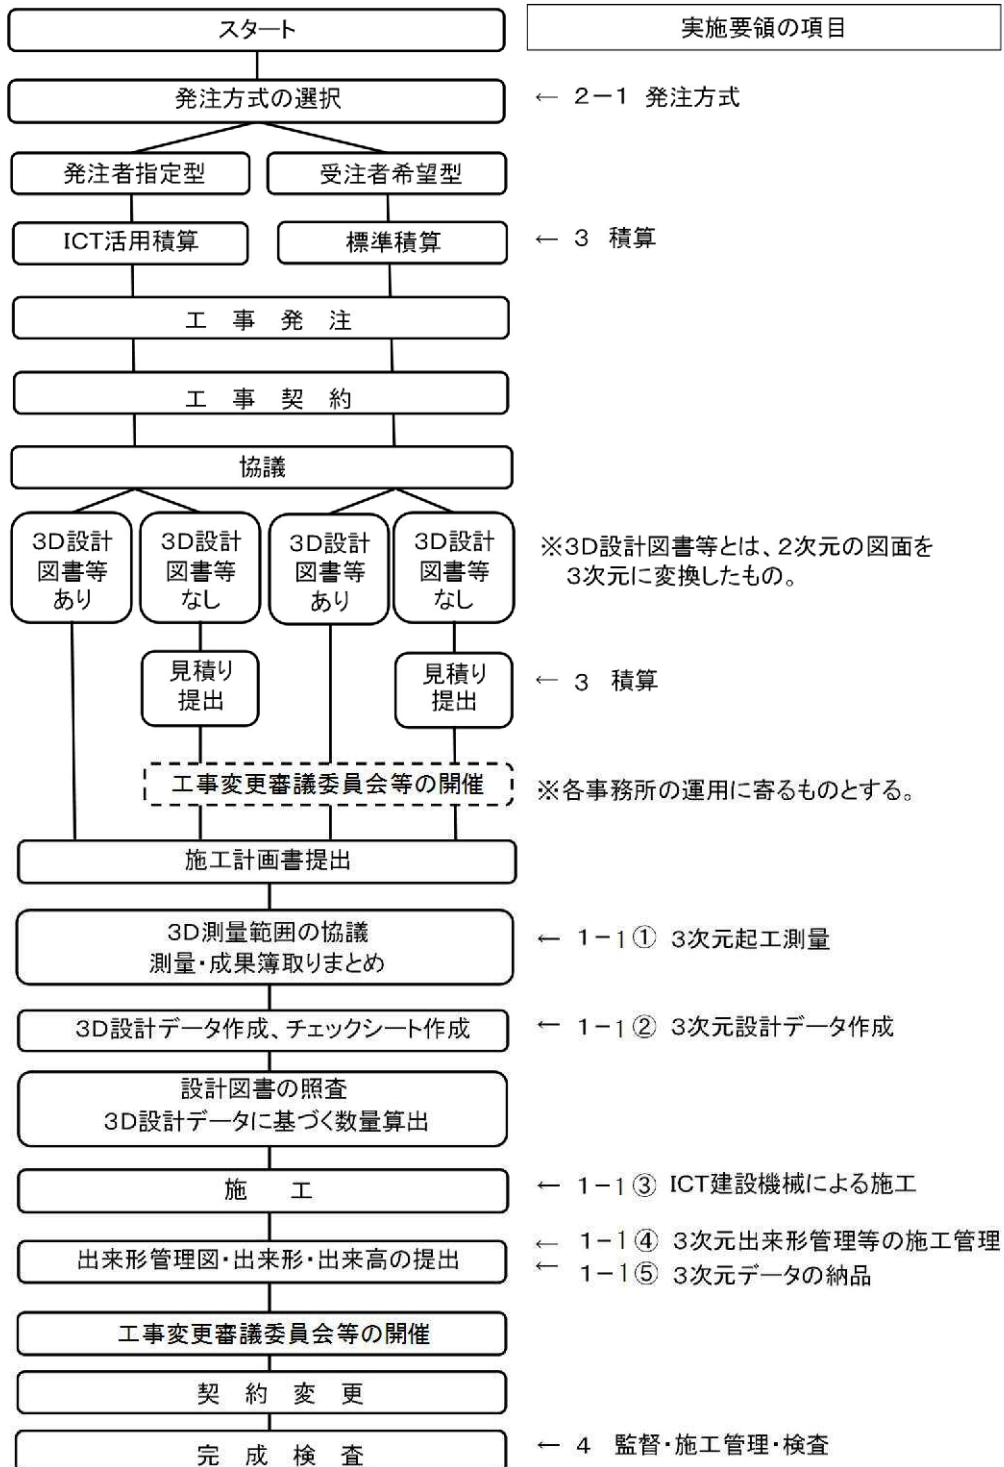 スタート
実施要領の項目
発注方式の選択
← 2－1 発注方式
発注者指定型
受注者希望型
ICT活用積算
標準積算
← 3 積算
工 事 発 注
工 事 契 約
協議
3D設計
図書等
あり
3D設計
図書等
なし
3D設計
図書等
あり
3D設計
図書等
なし
※3D設計図書等とは、2次元の図面を
3次元に変換したもの。
見積り
提出
見積り
提出
← 3 積算
工事変更審議委員会等の開催
※各事務所の運用に寄るものとする。
施工計画書提出
3D測量範囲の協議
測量・成果簿取りまとめ
← 1－1① 3次元起工測量
3D設計データ作成、チェックシート作成
← 1－1② 3次元設計データ作成
設計図書の照査
3D設計データに基づく数量算出
施 工
← 1－1③ ICT建設機械による施工
出来形管理図・出来形・出来高の提出
← 1－1④ 3次元出来形管理等の施工管理
← 1－1⑤ 3次元データの納品
工事変更審議委員会等の開催
契 約 変 更
完 成 検 査
← 4 監督・施工管理・検査